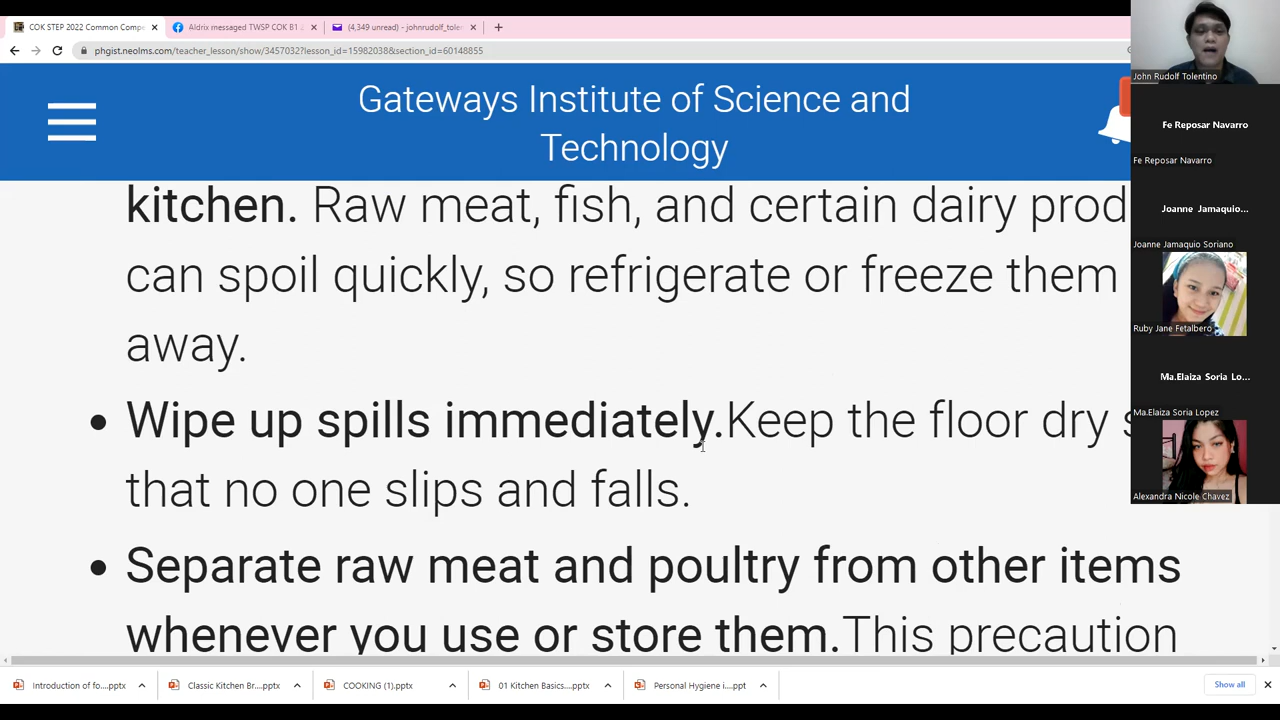 COK STEP 2022 Common Compe
Aldrix messaged TWSP COK B1
(4,349 unread) - johnrudolf_tolen
phgist.neolms.com/teacher_lesson/show/3457032?lesson_id=15982038&section_id=60148855
Gateways Institute of Science and
Technology
kitchen. Raw meat, fish, and certain dairy prod
can spoil quickly, so refrigerate or freeze them
away.
• Wipe up spills immediately.Keep the floor dry s
that no one slips and falls.
• Separate raw meat and poultry from other items
whenever you use or store them.This precaution
John Rudolf Tolentino
Fe Reposar Navarro
Fe Reposar Navarro
Joanne Jamaquio...
Joanne Jamaquio Soriano
Ruby Jane Fetalbero
Ma.Elaiza Soria Lo...
Ma.Elaiza Soria Lopez
Alexandra Nicole Chavez
Introduction of fo....pptx
Classic Kitchen Br....pptx
COOKING (1).pptx
01 Kitchen Basics....pptx
Personal Hygiene i....ppt
Show all